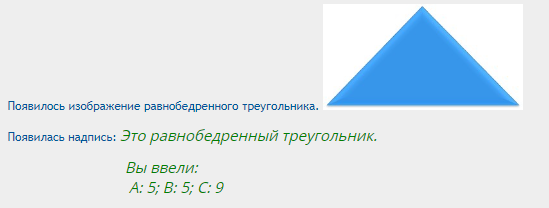 Появилось изображение равнобедренного треугольника.
Появилась надпись: Это равнобедренный треугольник.
Вы ввели:
A: 5; B: 5; C: 9